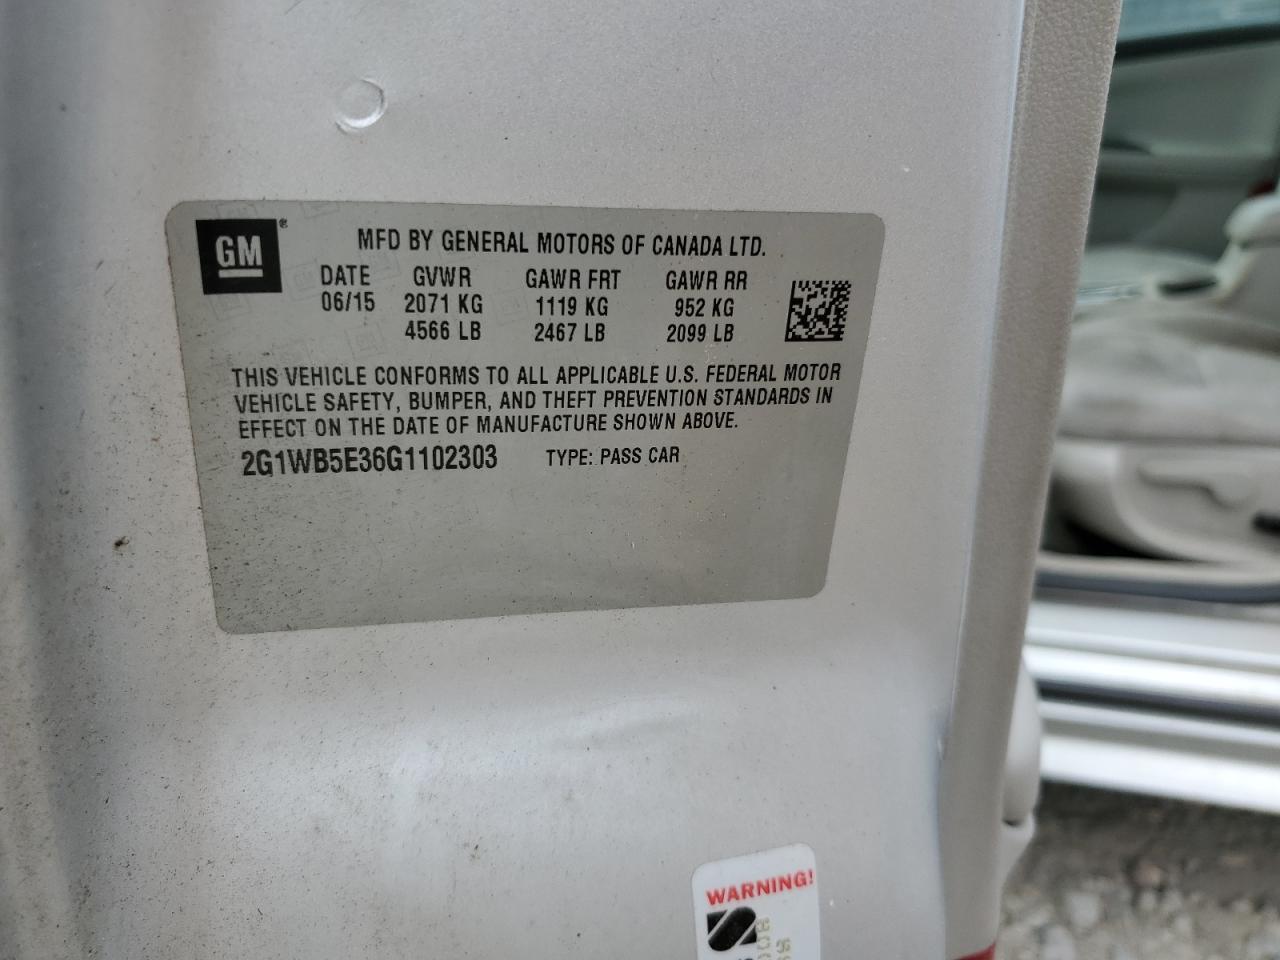 GM®
MFD BY GENERAL MOTORS OF CANADA LTD.
DATE GVWR GAWR FRT GAWR RR
06/15 2071 KG 1119 KG 952 KG
4566 LB 2467 LB 2099 LB
THIS VEHICLE CONFORMS TO ALL APPLICABLE U.S. FEDERAL MOTOR
VEHICLE SAFETY, BUMPER, AND THEFT PREVENTION STANDARDS IN
EFFECT ON THE DATE OF MANUFACTURE SHOWN ABOVE.
2G1WB5E36G1102303 TYPE: PASS CAR
WARNING!